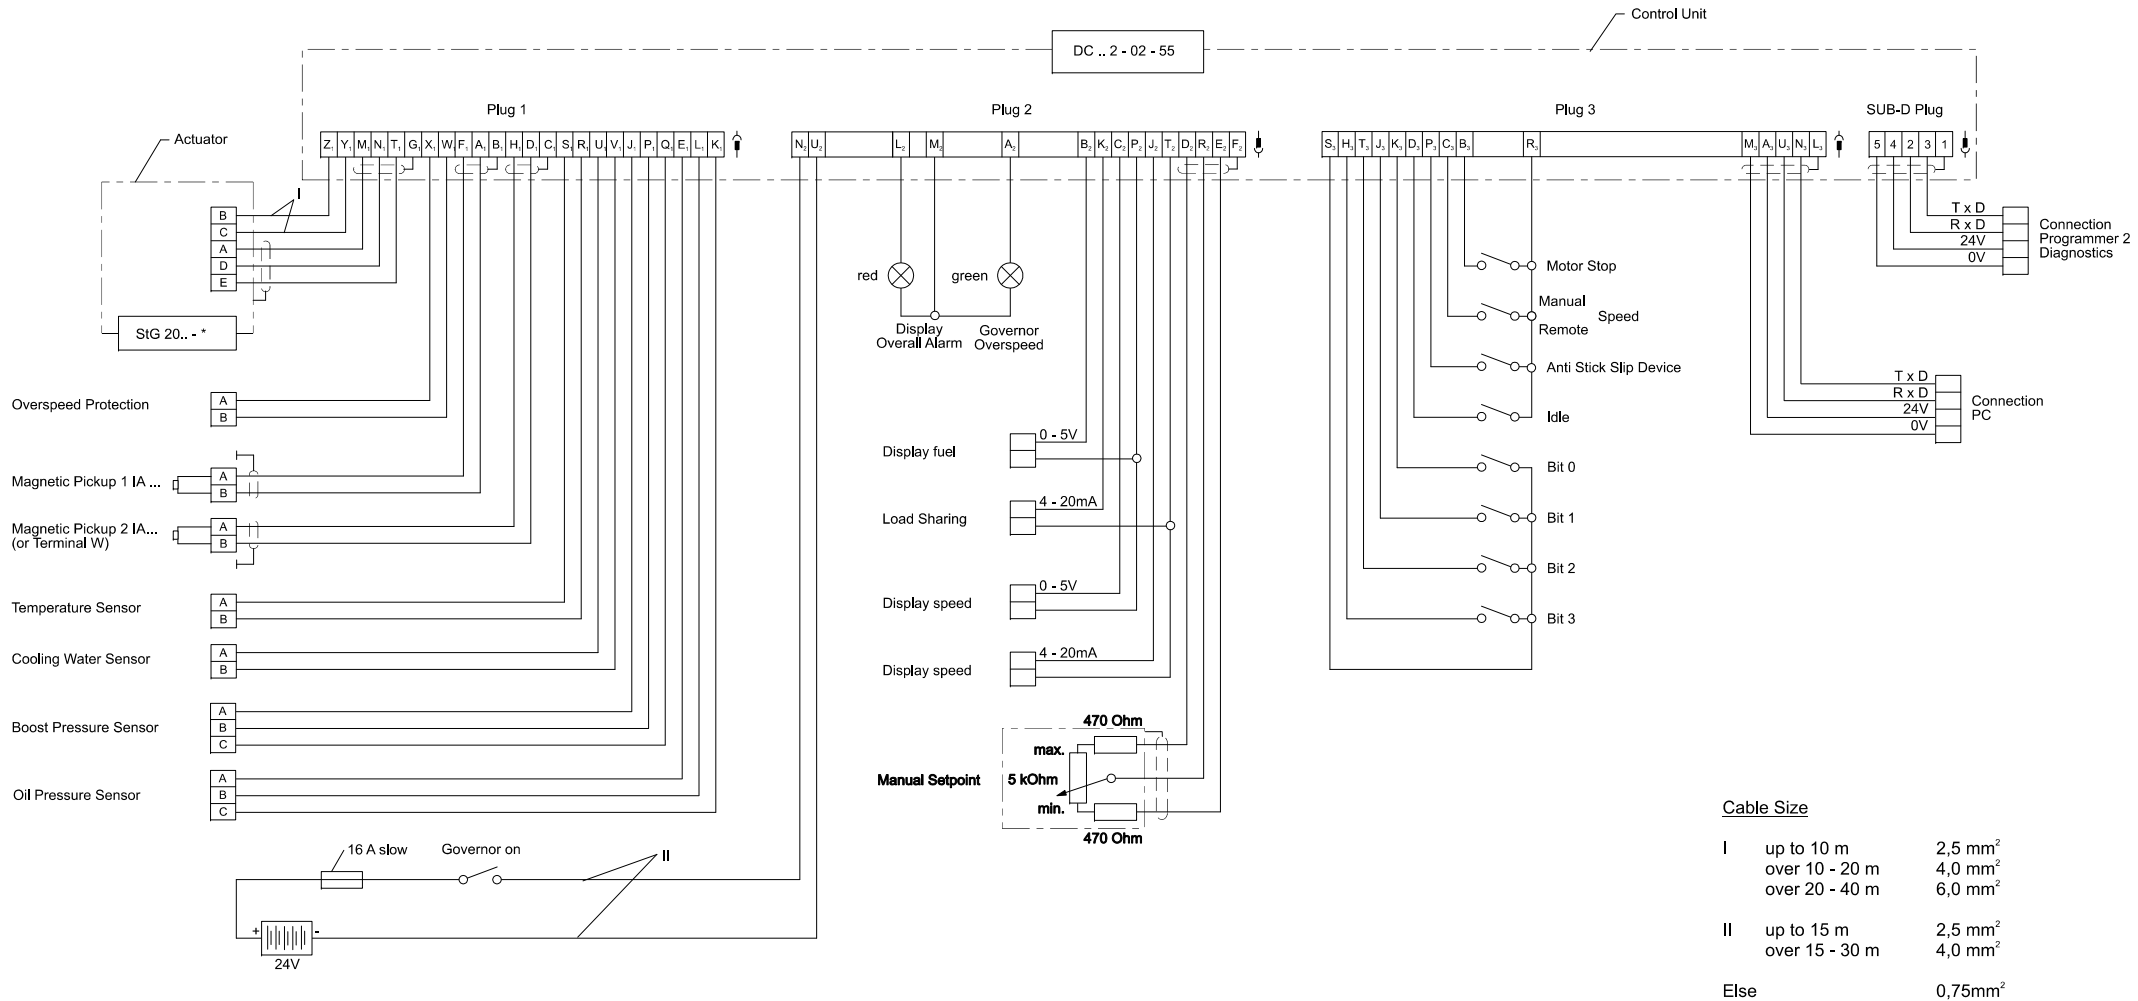 Control Unit
DC .. 2 - 02 - 55
Plug 1
Plug 2
Plug 3
SUB-D Plug
Actuator
Z₁ Y₁ M₁ N₁ T₁ G₁ X₁ W₁ F₁ A₁ B₁ H₁ D₁ C₁ S₁ R₁ U₁ V₁ J₁ P₁ Q₁ E₁ L₁ K₁
N₂ U₂ L₂ M₂ A₂ B₂ K₂ C₂ P₂ J₂ T₂ D₂ R₂ E₂ F₂
S₃ H₃ T₃ J₃ K₃ D₃ P₃ C₃ B₃ R₃ M₃ A₃ U₃ N₃ L₃
5 4 2 3 1
I
B
C
A
D
E
StG 20.. - *
Overspeed Protection
A
B
Magnetic Pickup 1 IA ...
A
B
Magnetic Pickup 2 IA...
(or Terminal W)
A
B
Temperature Sensor
A
B
Cooling Water Sensor
A
B
Boost Pressure Sensor
A
B
C
Oil Pressure Sensor
A
B
C
16 A slow
Governor on
II
+
-
24V
red
green
Display
Overall Alarm
Governor
Overspeed
Display fuel
0 - 5V
Load Sharing
4 - 20mA
Display speed
0 - 5V
Display speed
4 - 20mA
470 Ohm
max.
Manual Setpoint
5 kOhm
min.
470 Ohm
Motor Stop
Manual
Speed
Remote
Anti Stick Slip Device
Idle
Bit 0
Bit 1
Bit 2
Bit 3
T x D
R x D
24V
0V
Connection
Programmer 2
Diagnostics
T x D
R x D
24V
0V
Connection
PC
Cable Size
I up to 10 m 2,5 mm²
over 10 - 20 m 4,0 mm²
over 20 - 40 m 6,0 mm²
II up to 15 m 2,5 mm²
over 15 - 30 m 4,0 mm²
Else 0,75mm²